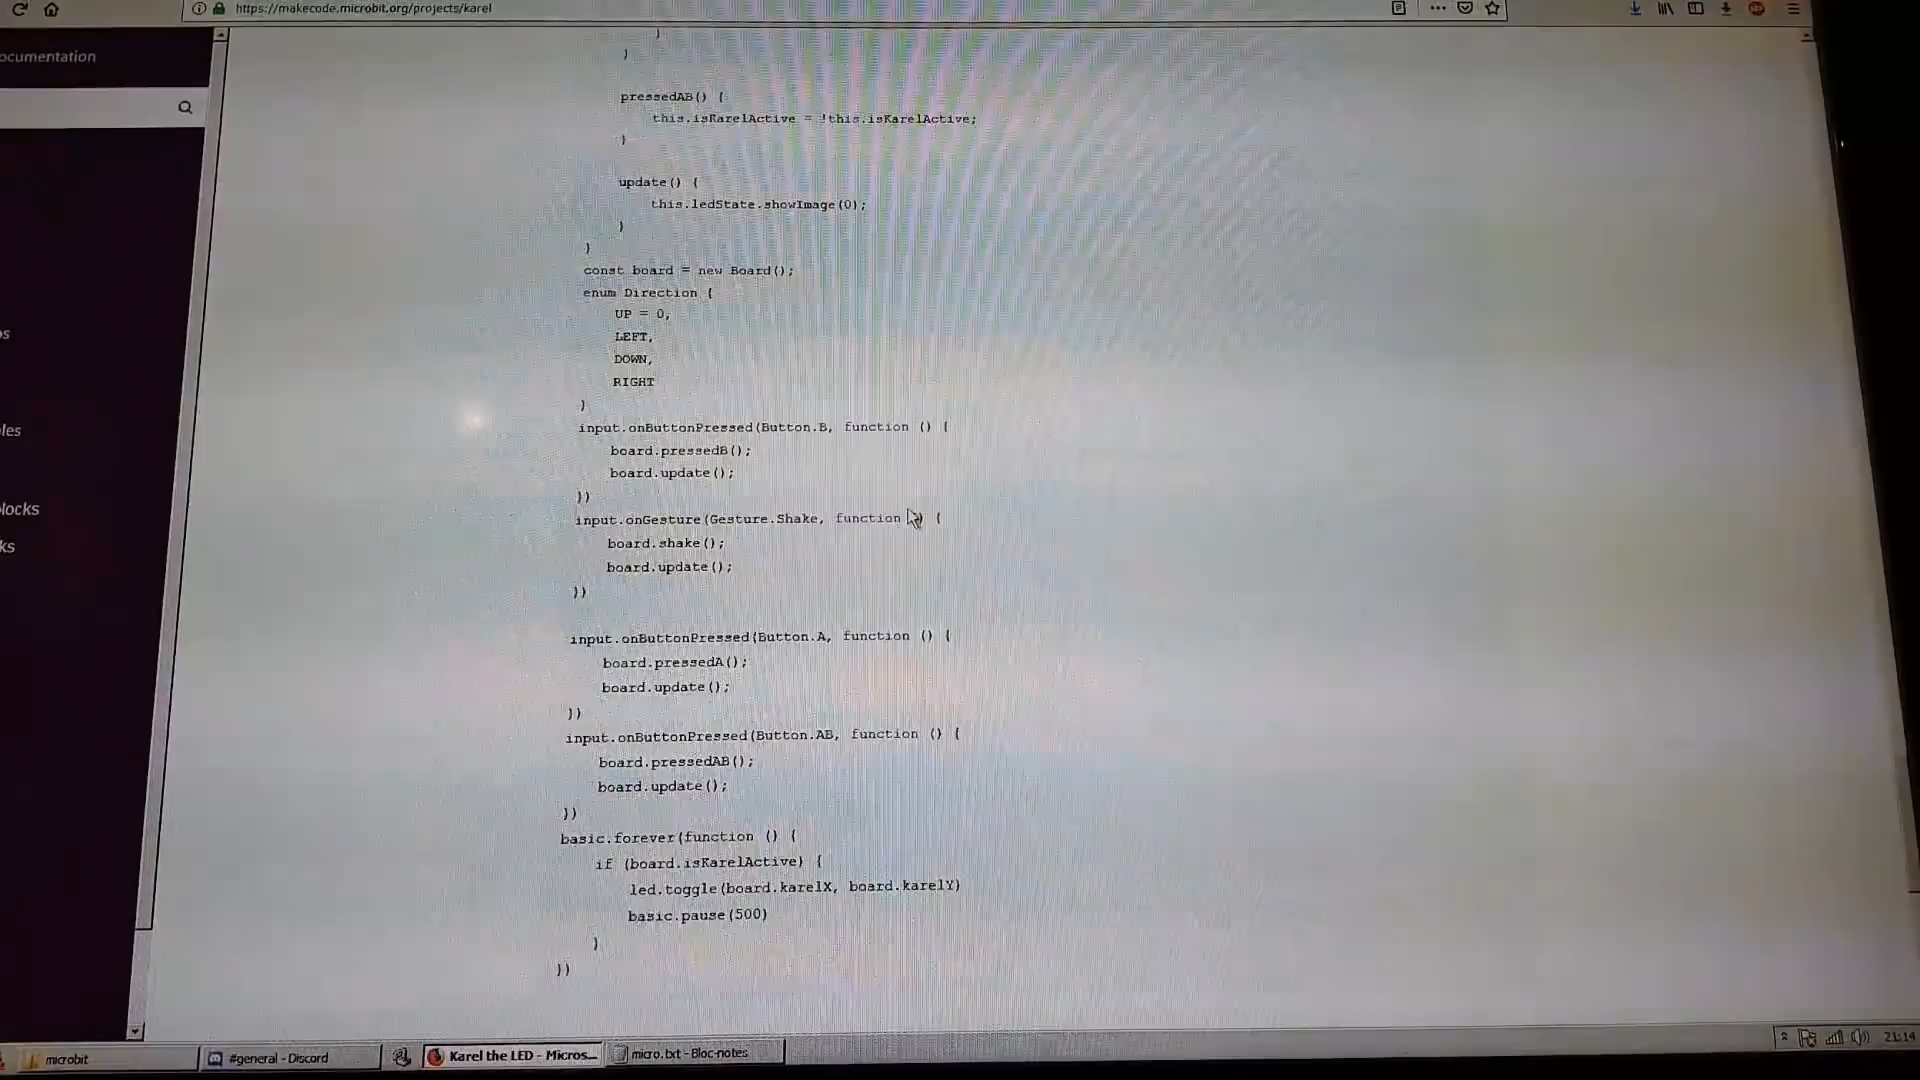 https://makecode.microbit.org/projects/karel
ocumentation
}
}
pressedAB() {
this.isKarelActive = !this.isKarelActive;
}
update() {
this.ledState.showImage(0);
}
}
const board = new Board();
enum Direction {
UP = 0,
LEFT,
DOWN,
RIGHT
}
input.onButtonPressed(Button.B, function () {
board.pressedB();
board.update();
})
input.onGesture(Gesture.Shake, function () {
board.shake();
board.update();
})
input.onButtonPressed(Button.A, function () {
board.pressedA();
board.update();
})
input.onButtonPressed(Button.AB, function () {
board.pressedAB();
board.update();
})
basic.forever(function () {
if (board.isKarelActive) {
led.toggle(board.karelX, board.karelY)
basic.pause(500)
}
})
s
les
locks
ks
microbit
#general - Discord
Karel the LED - Micros...
micro.txt - Bloc-notes
21:14